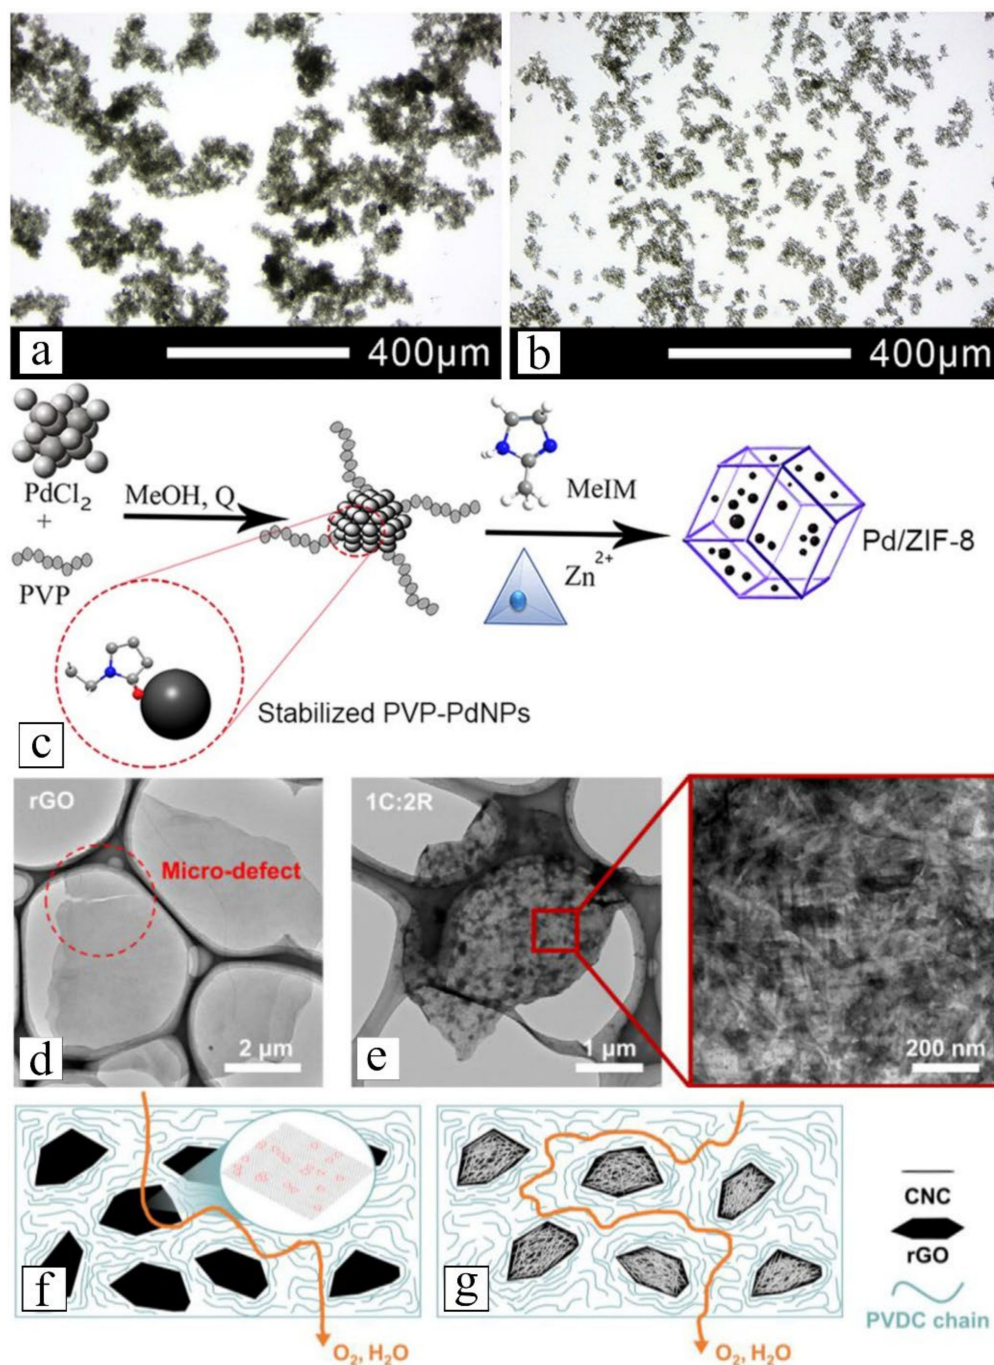 a
400μm
b
400μm
PdCl2
+
PVP
MeOH, Q
MeIM
Zn2+
Pd/ZIF-8
Stabilized PVP-PdNPs
c
rGO
Micro-defect
d
2 μm
1C:2R
e
1 μm
200 nm
f
O2, H2O
g
O2, H2O
CNC
rGO
PVDC chain